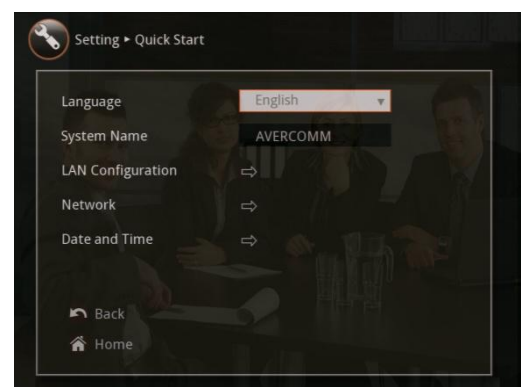 Setting ▸ Quick Start
Language English
System Name AVERCOMM
LAN Configuration
Network
Date and Time
Back
Home